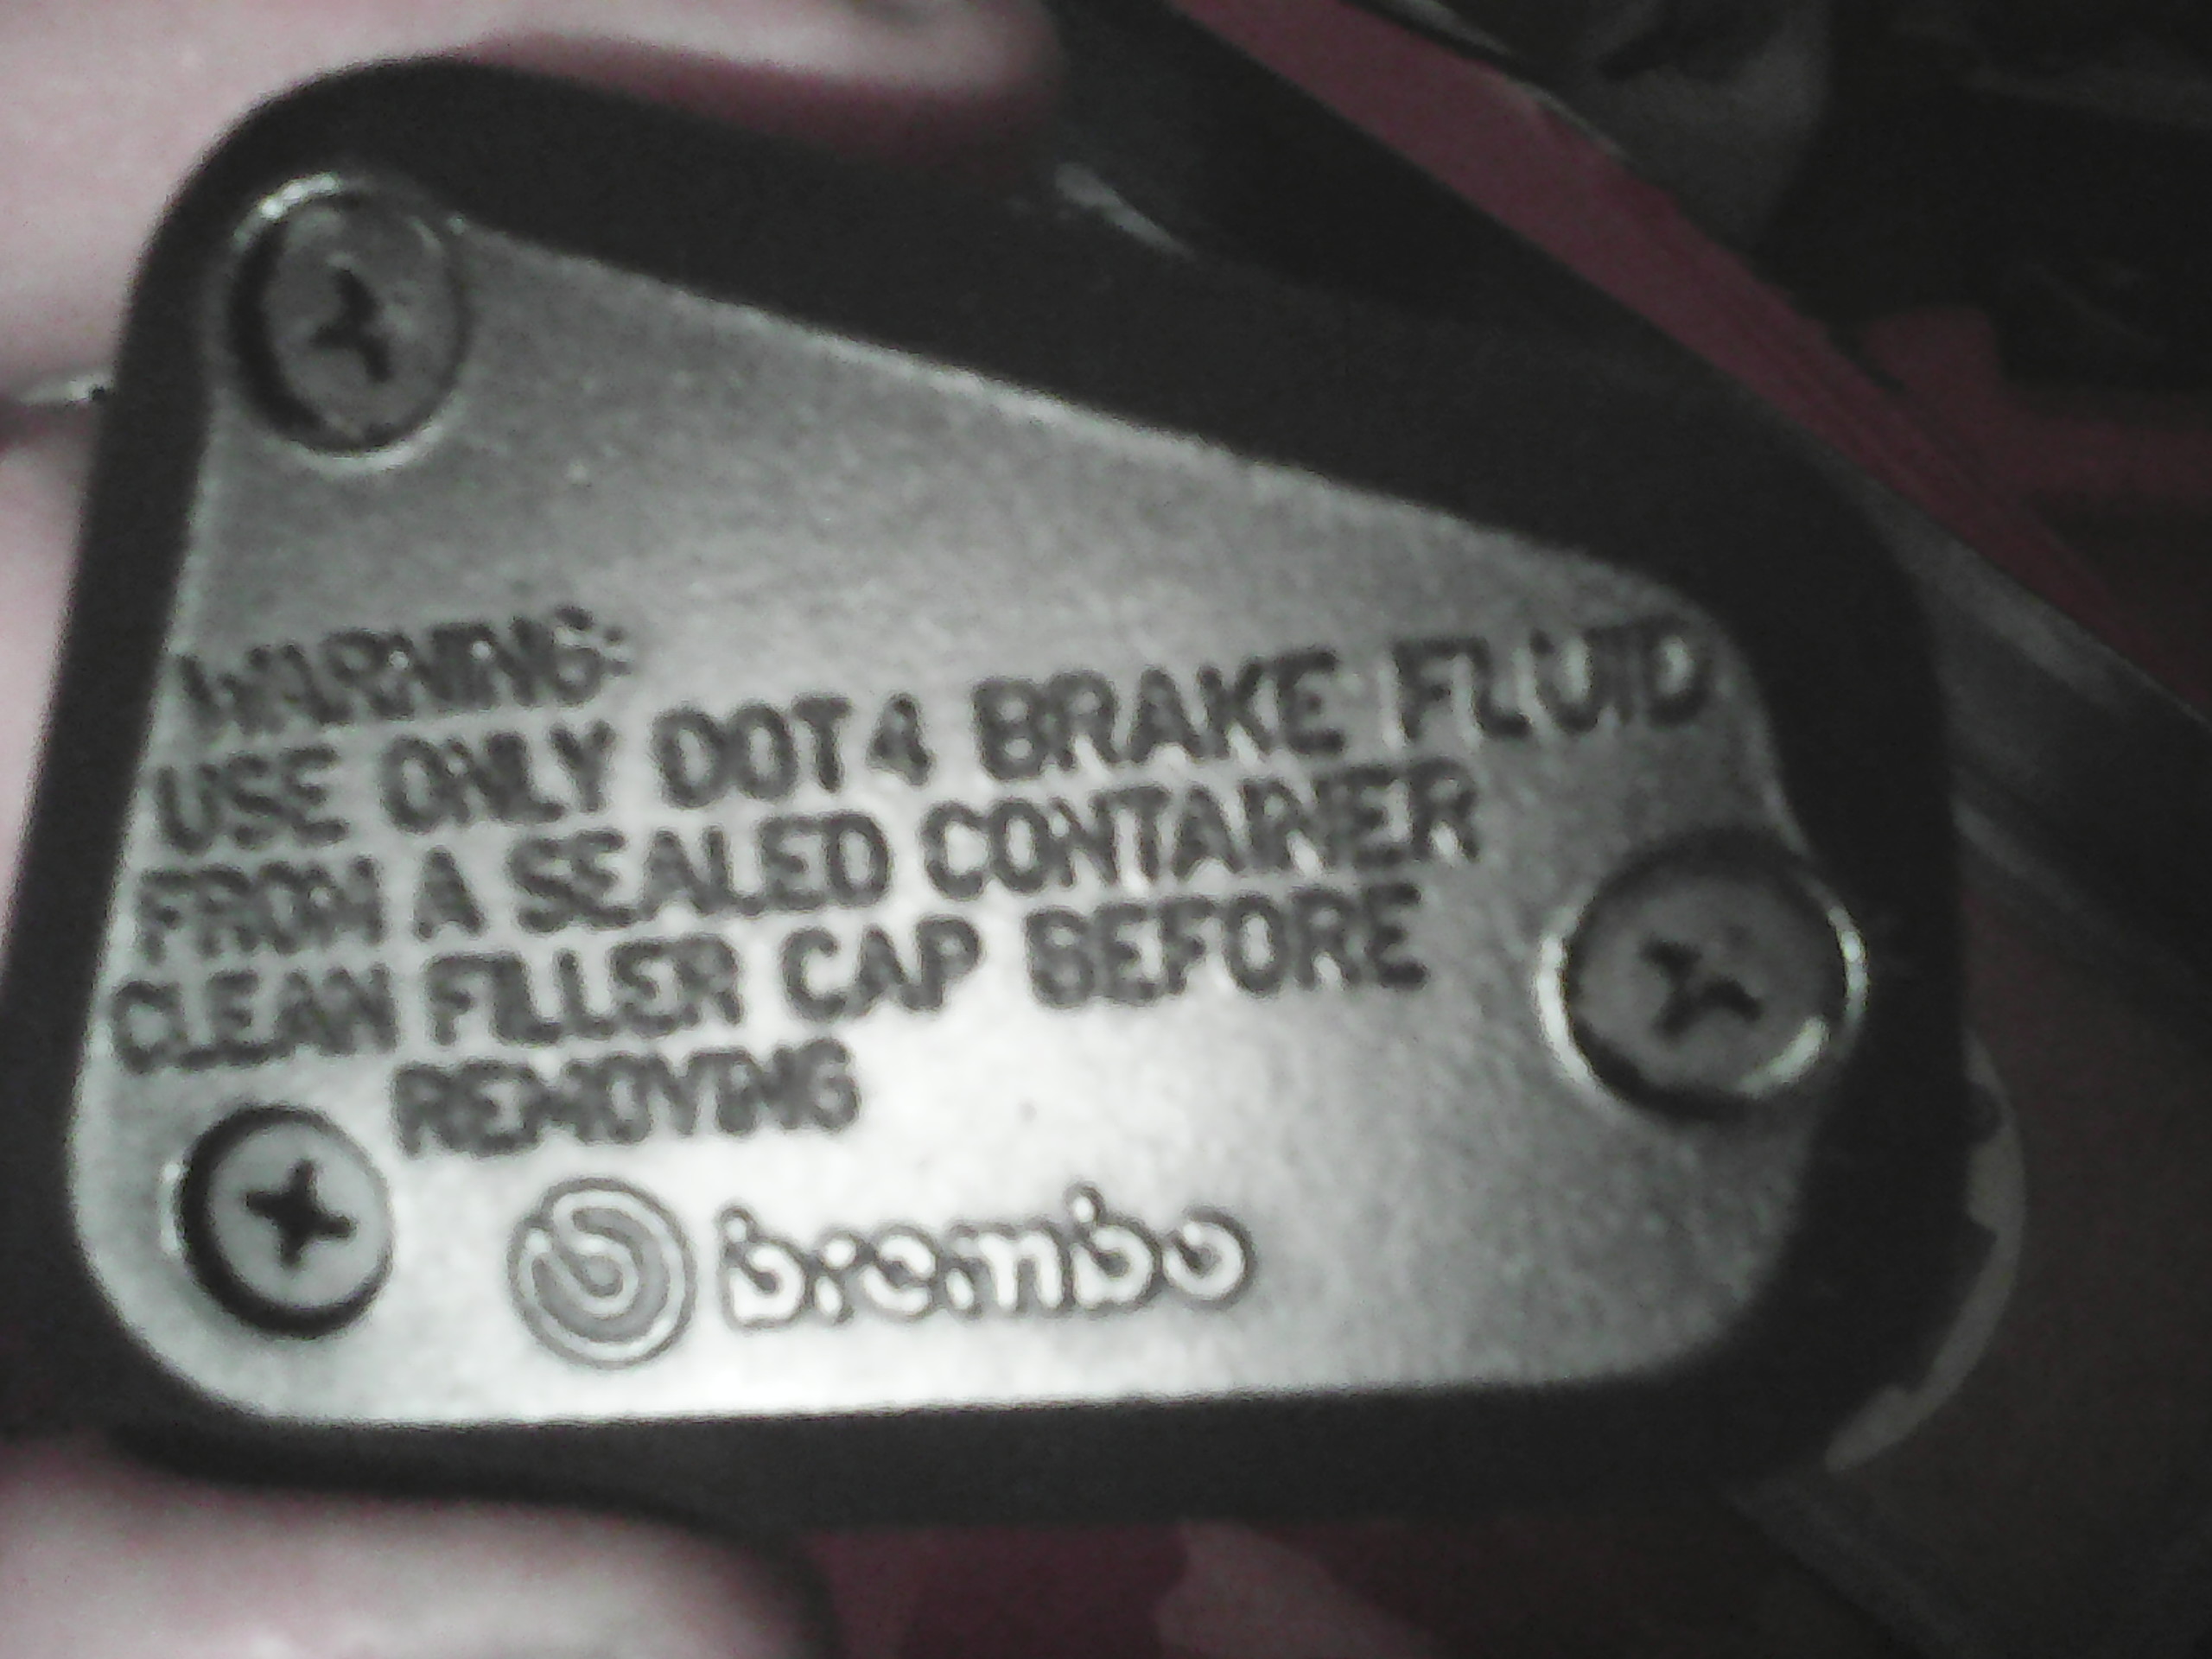 WARNING:
USE ONLY DOT 4 BRAKE FLUID
FROM A SEALED CONTAINER
CLEAN FILLER CAP BEFORE
REMOVING
brembo